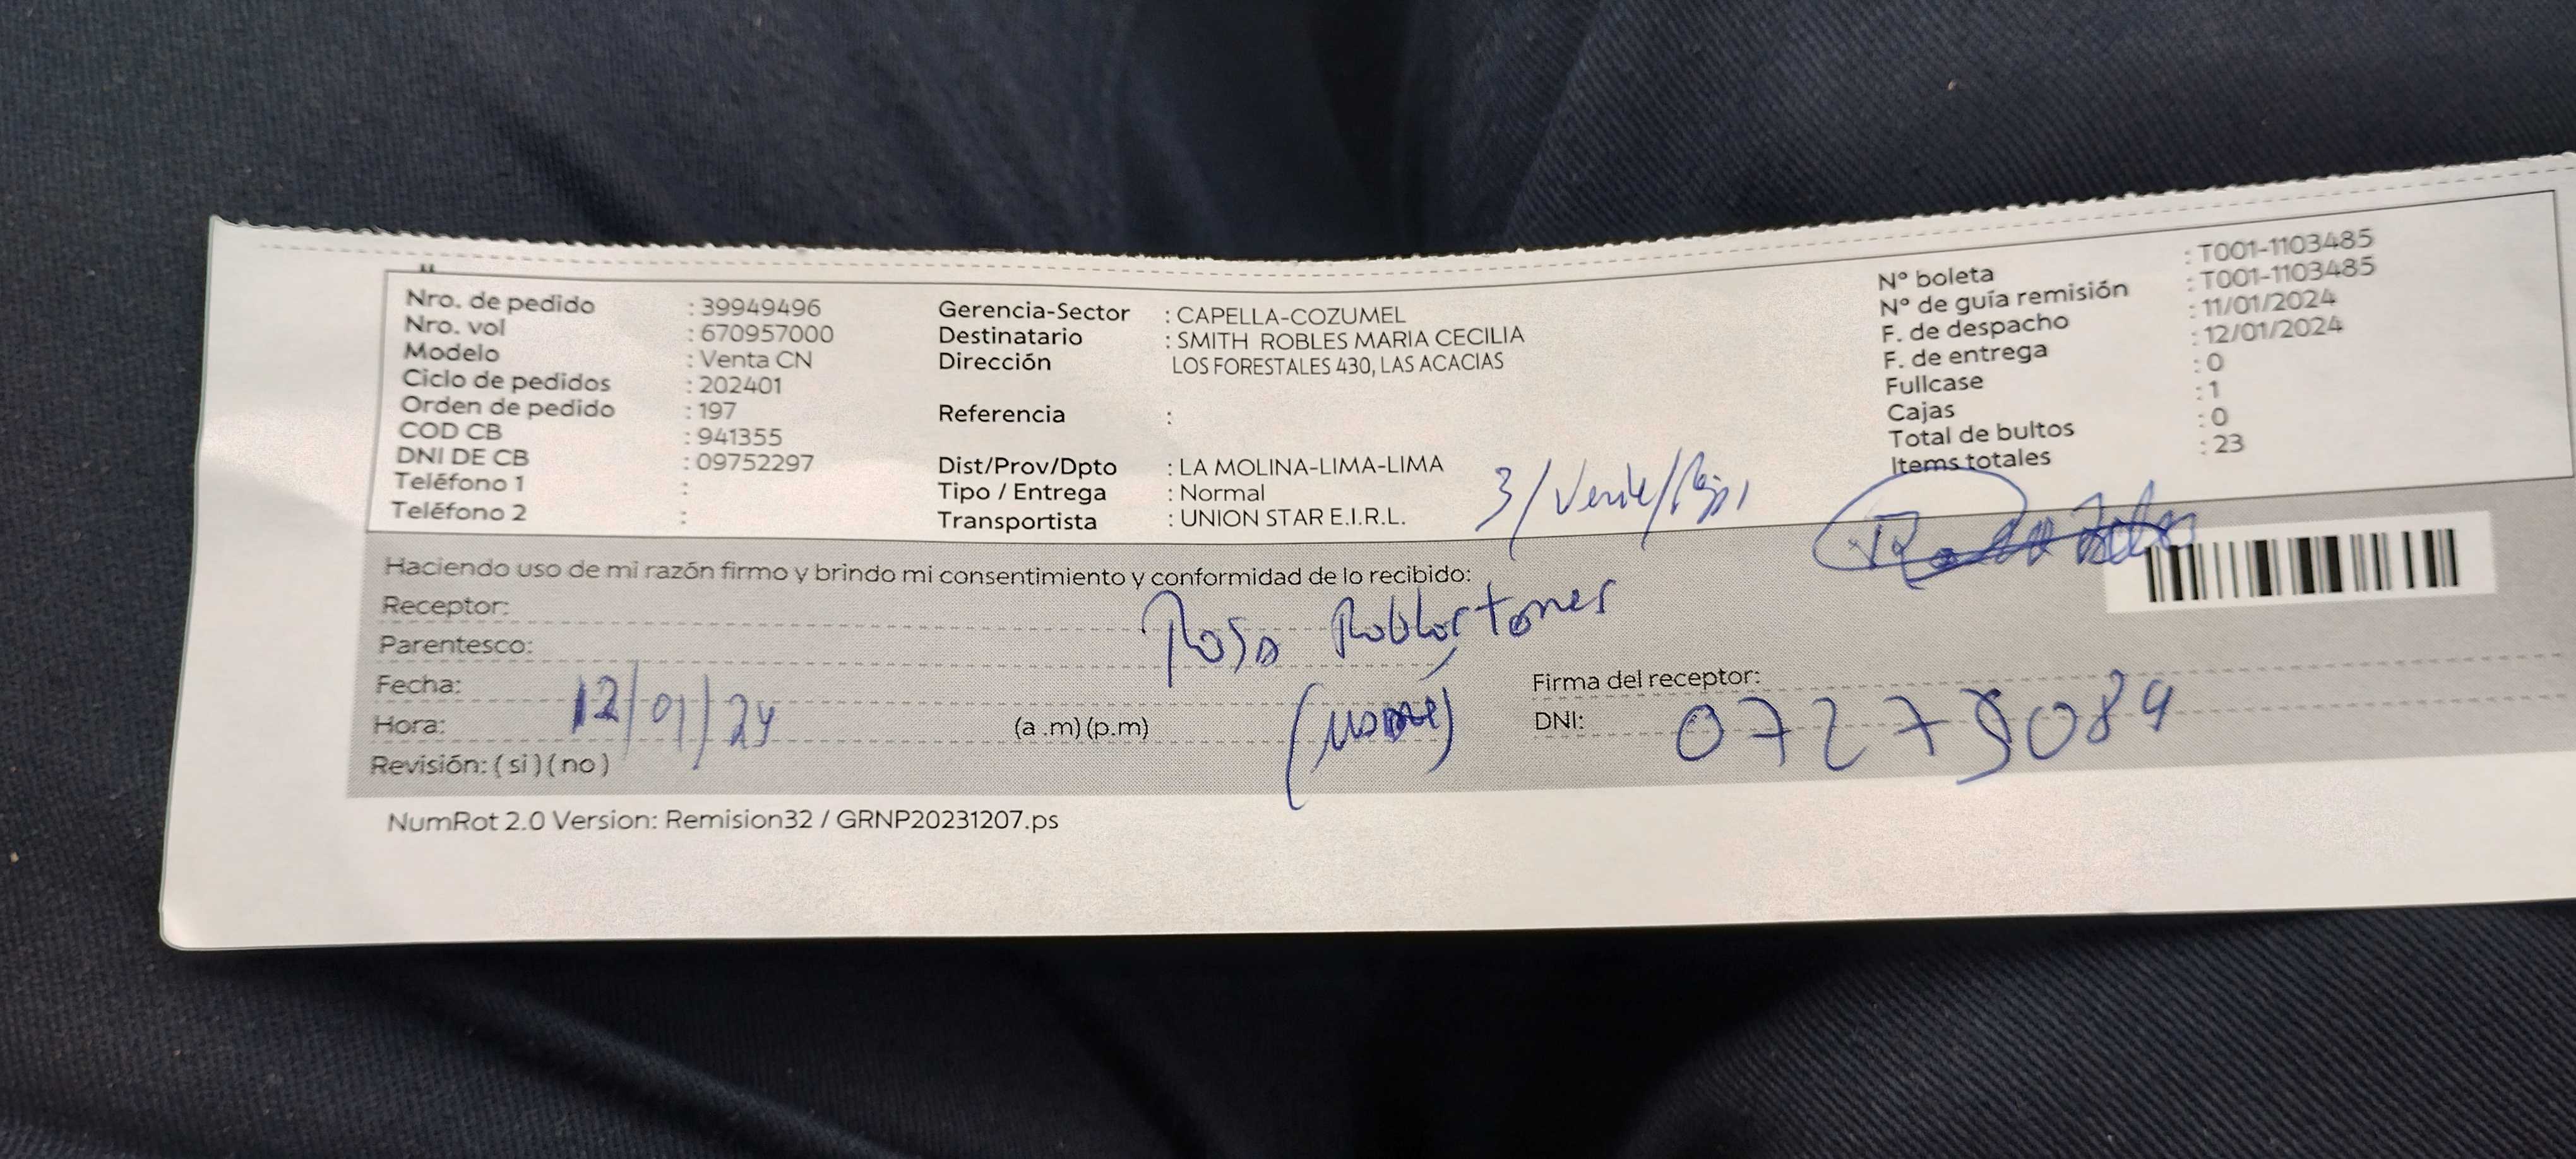 Nro. de pedido : 39949496
Nro. vol : 670957000
Modelo : Venta CN
Ciclo de pedidos : 202401
Orden de pedido : 197
COD CB : 941355
DNI DE CB : 09752297
Teléfono 1 :
Teléfono 2 :
Gerencia-Sector : CAPELLA-COZUMEL
Destinatario : SMITH ROBLES MARIA CECILIA
Dirección LOS FORESTALES 430, LAS ACACIAS
Referencia :
Dist/Prov/Dpto : LA MOLINA-LIMA-LIMA
Tipo / Entrega : Normal
Transportista : UNION STAR E.I.R.L.
3/Verde/
N° boleta : T001-1103485
N° de guía remisión : T001-1103485
F. de despacho : 11/01/2024
F. de entrega : 12/01/2024
Fullcase : 0
Cajas : 1
Total de bultos : 0
Items totales : 23
Haciendo uso de mi razón firmo y brindo mi consentimiento y conformidad de lo recibido:
Receptor: Rosa
Parentesco:
Fecha: 12/01/24
Hora: (a.m)(p.m)
Revisión: (si)(no)
Firma del receptor:
DNI: 07275084
NumRot 2.0 Version: Remision32 / GRNP20231207.ps